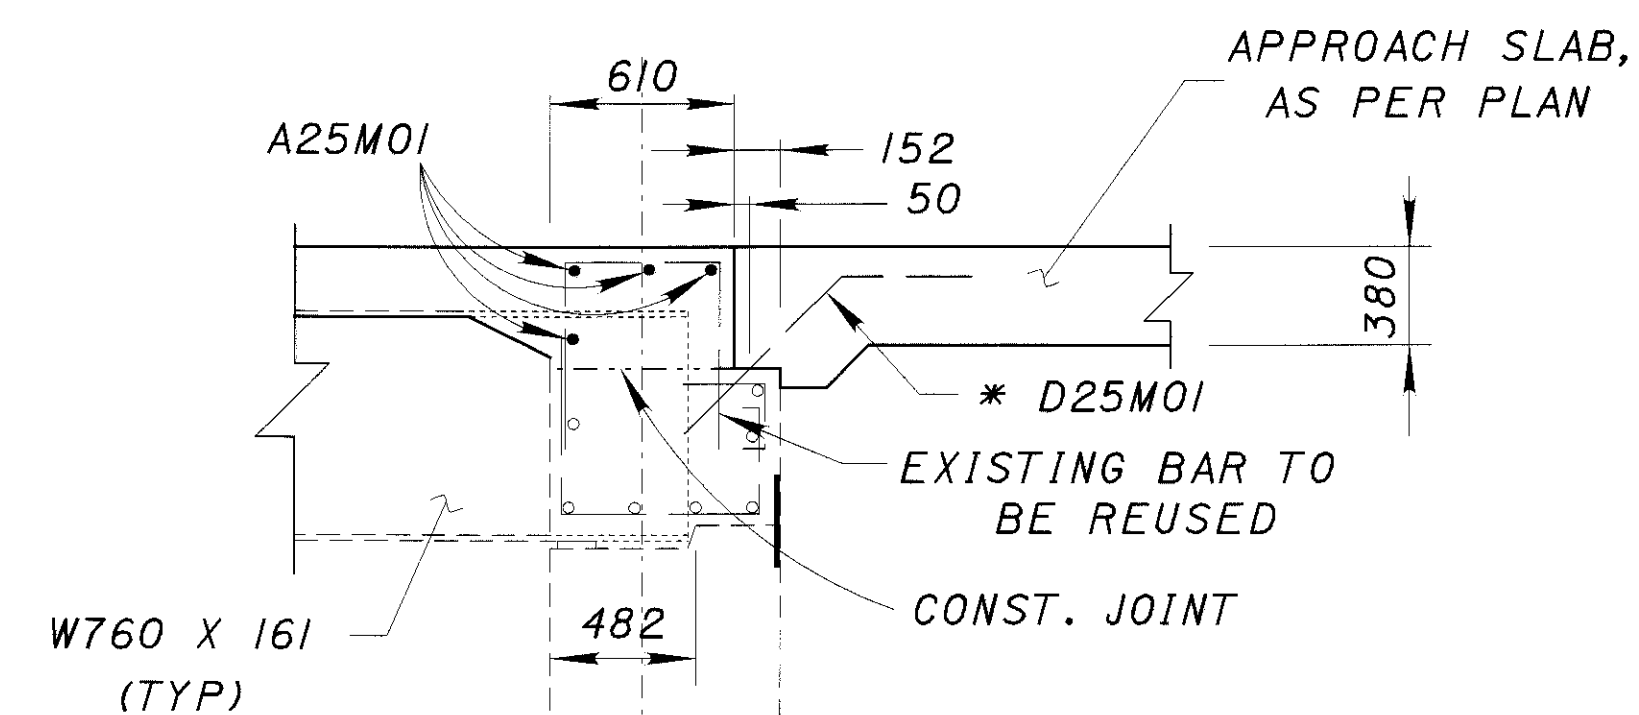 APPROACH SLAB,
AS PER PLAN
610
A25M01
152
50
380
* D25M01
EXISTING BAR TO
BE REUSED
CONST. JOINT
482
W760 X 161
(TYP)